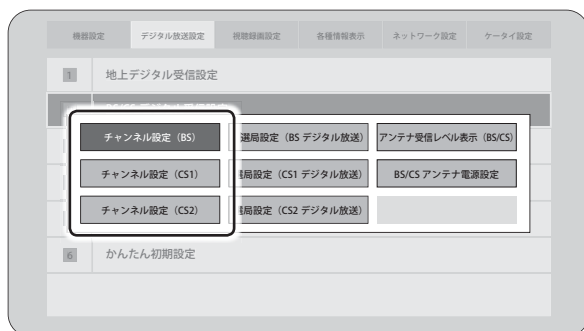 機器設定 デジタル放送設定 視聴録画設定 各種情報表示 ネットワーク設定 ケータイ設定
1 地上デジタル受信設定
チャンネル設定（BS） 選局設定（BS デジタル放送） アンテナ受信レベル表示（BS/CS）
チャンネル設定（CS1） 選局設定（CS1 デジタル放送） BS/CS アンテナ電源設定
チャンネル設定（CS2） 選局設定（CS2 デジタル放送）
6 かんたん初期設定